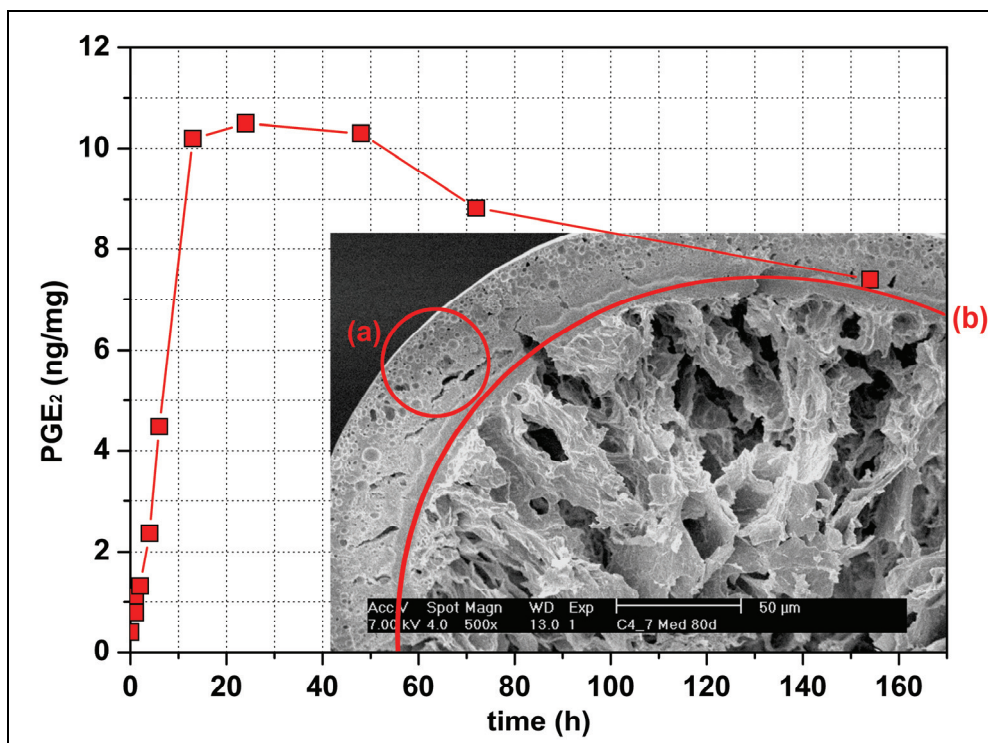 12
10
8
6
4
2
0
PGE₂ (ng/mg)
(a)
(b)
Acc.V Spot Magn WD Exp
7.00 kV 4.0 500x 13.0 1
50 µm
C4_7 Med 80d
0 20 40 60 80 100 120 140 160
time (h)